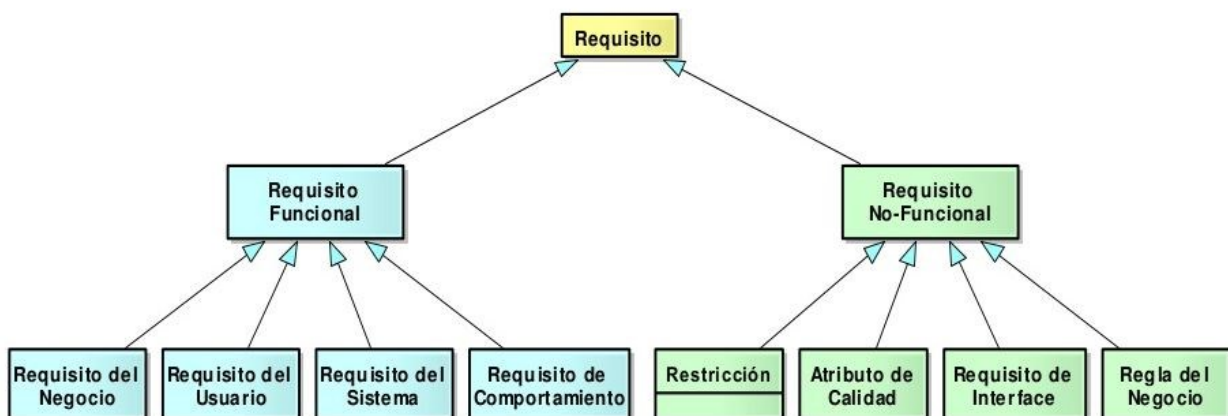 Requisito
Requisito
Funcional
Requisito
No-Funcional
Requisito del
Negocio
Requisito del
Usuario
Requisito del
Sistema
Requisito de
Comportamiento
Restricción
Atributo de
Calidad
Requisito de
Interface
Regla del
Negocio